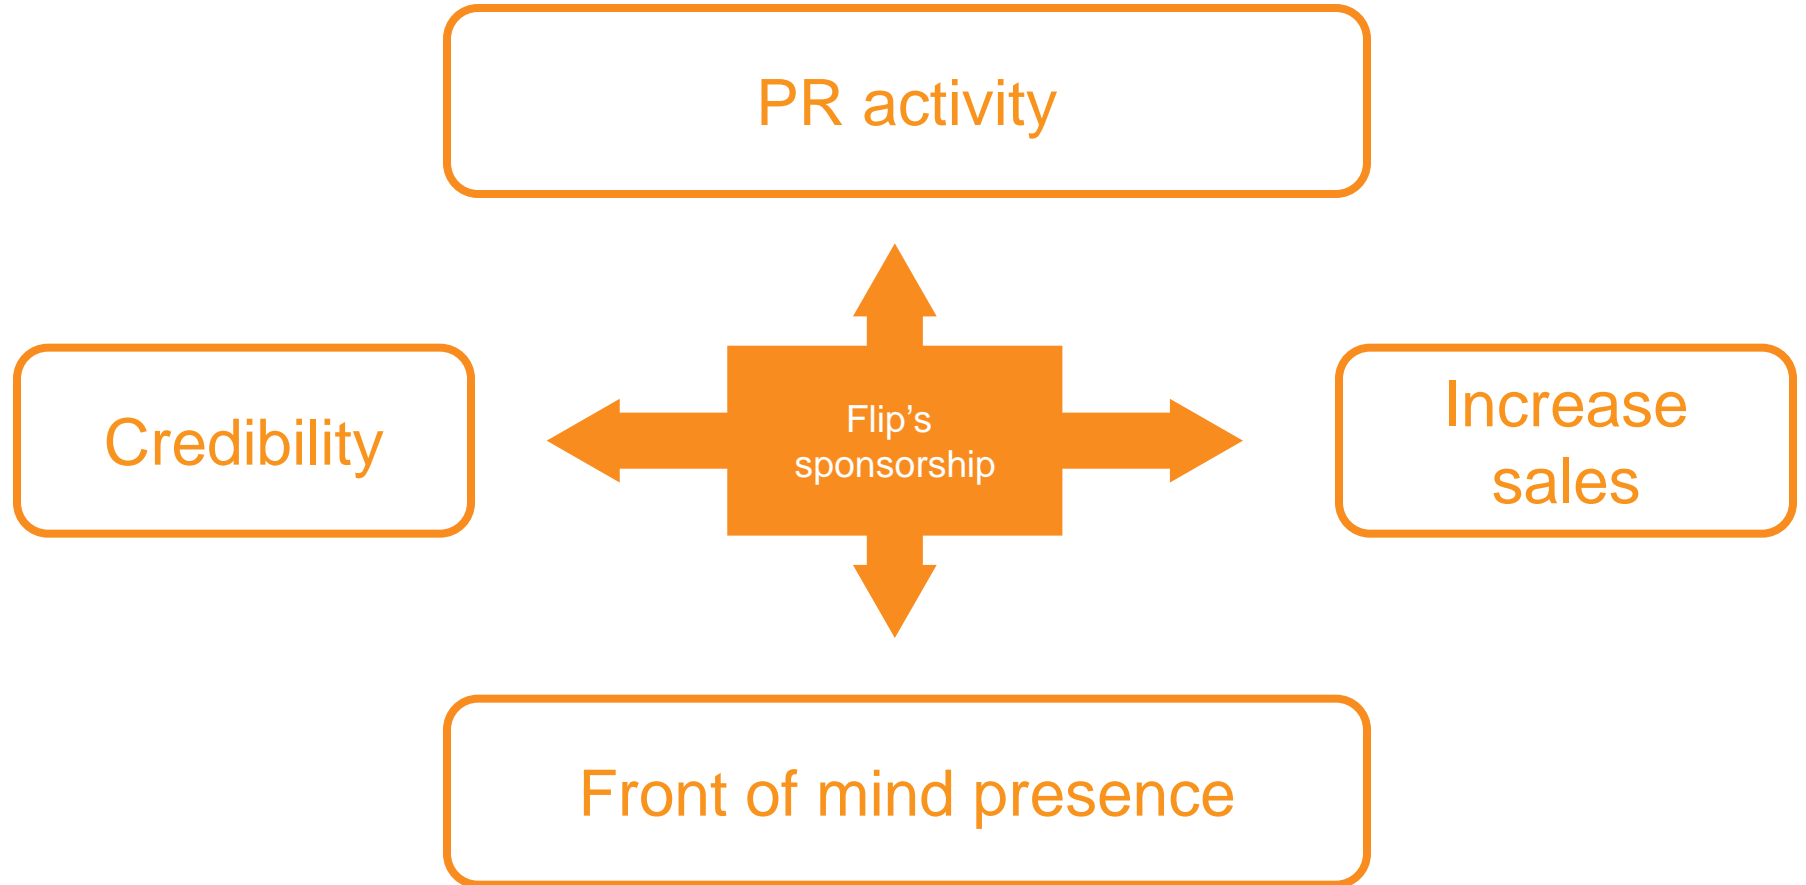 PR activity
Credibility
Flip’s
sponsorship
Increase
sales
Front of mind presence